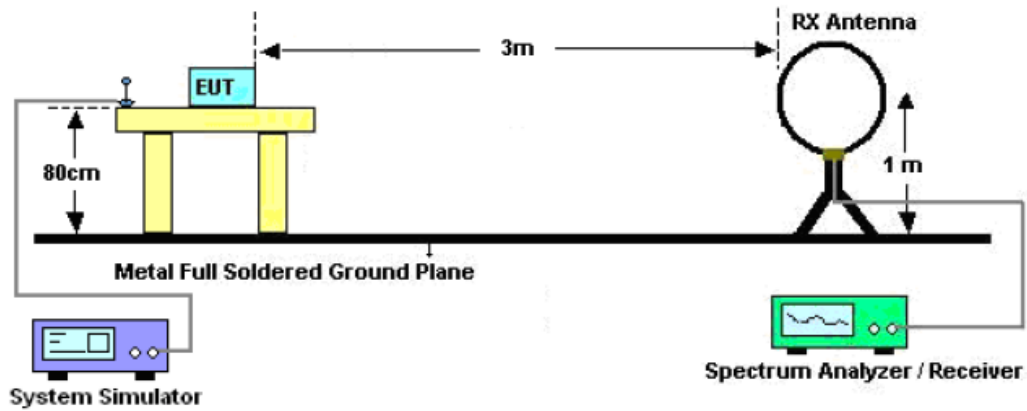 RX Antenna
3m
EUT
80cm
1 m
Metal Full Soldered Ground Plane
System Simulator
Spectrum Analyzer / Receiver